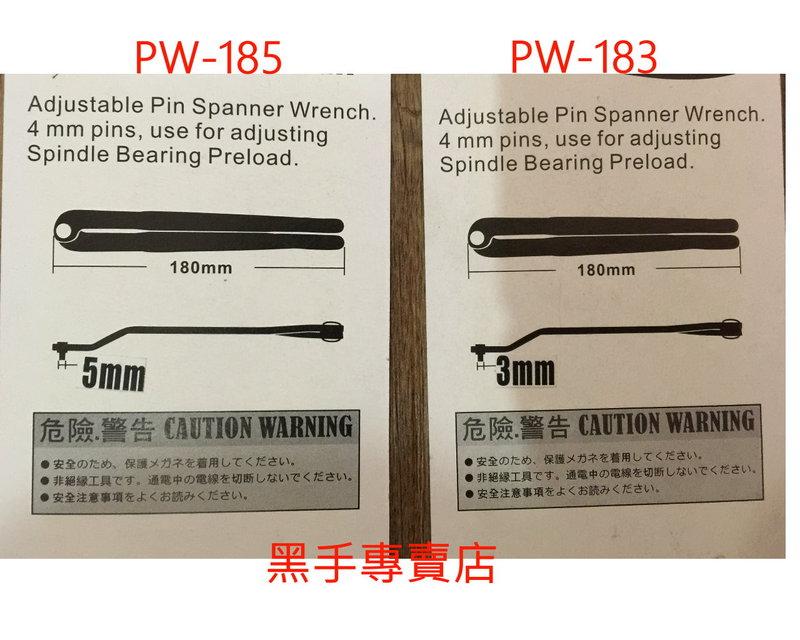 PW-185
Adjustable Pin Spanner Wrench.
4 mm pins, use for adjusting
Spindle Bearing Preload.
180mm
5mm
危險.警告 CAUTION WARNING
●安全のため、保護メガネを着用してください。
●非絕縁工具です。通電中の電線を切断しないでください。
●安全注意事項をよくお読みください。
PW-183
Adjustable Pin Spanner Wrench.
4 mm pins, use for adjusting
Spindle Bearing Preload.
180mm
3mm
危險.警告 CAUTION WARNING
●安全のため、保護メガネを着用してください。
●非絕縁工具です。通電中の電線を切断しないでください。
●安全注意事項をよくお読みください。
黑手專賣店